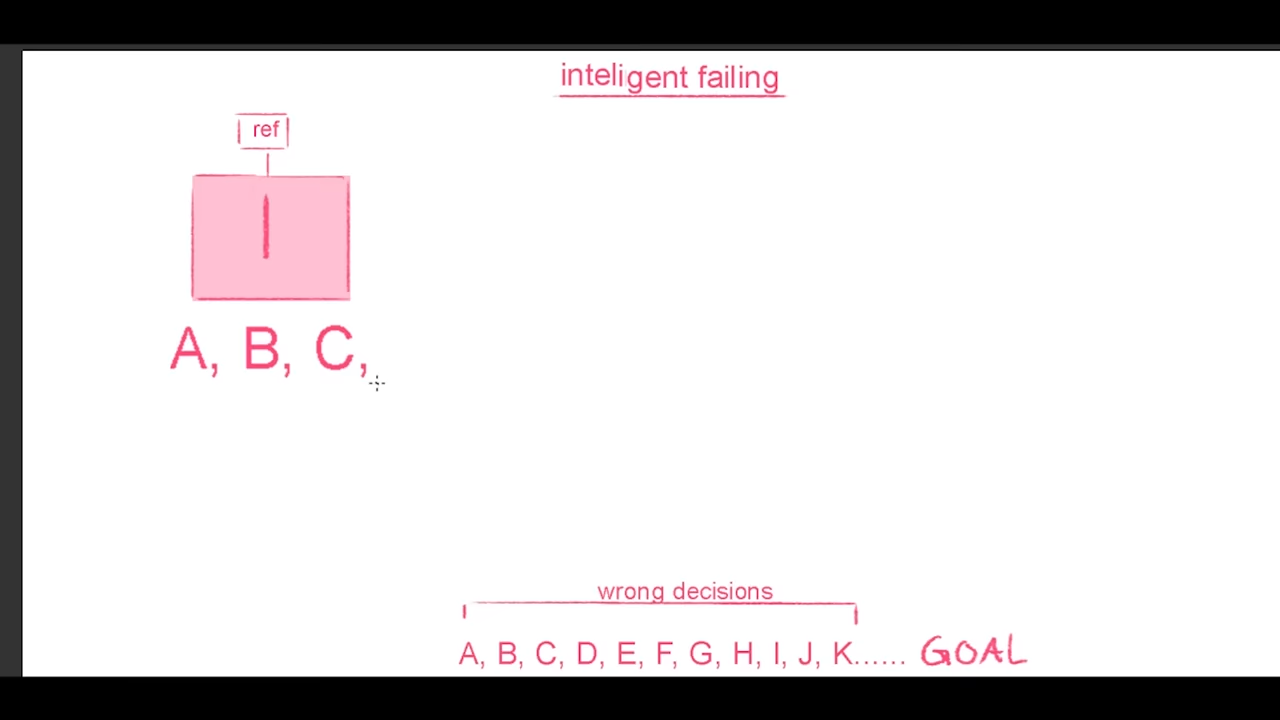 inteligent failing
ref
A, B, C,
wrong decisions
A, B, C, D, E, F, G, H, I, J, K...... GOAL